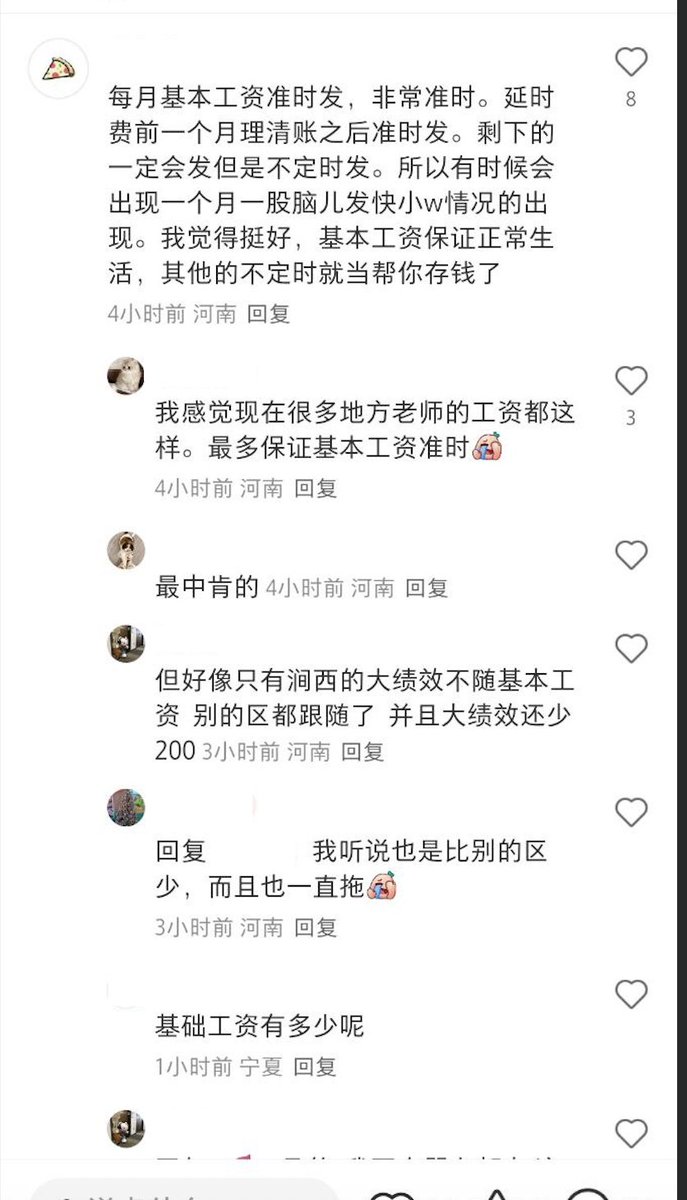 每月基本工资准时发，非常准时。延时
费前一个月理清账之后准时发。剩下的
一定会发但是不定时发。所以有时候会
出现一个月一股脑儿发快小w情况的出
现。我觉得挺好，基本工资保证正常生
活，其他的不定时就当帮你存钱了
4小时前 河南 回复
8
我感觉现在很多地方老师的工资都这
样。最多保证基本工资准时
4小时前 河南 回复
3
最中肯的 4小时前 河南 回复
但好像只有涧西的大绩效不随基本工
资 别的区都跟随了 并且大绩效还少
200 3小时前 河南 回复
回复 我听说也是比别的区
少，而且也一直拖
3小时前 河南 回复
基础工资有多少呢
1小时前 宁夏 回复